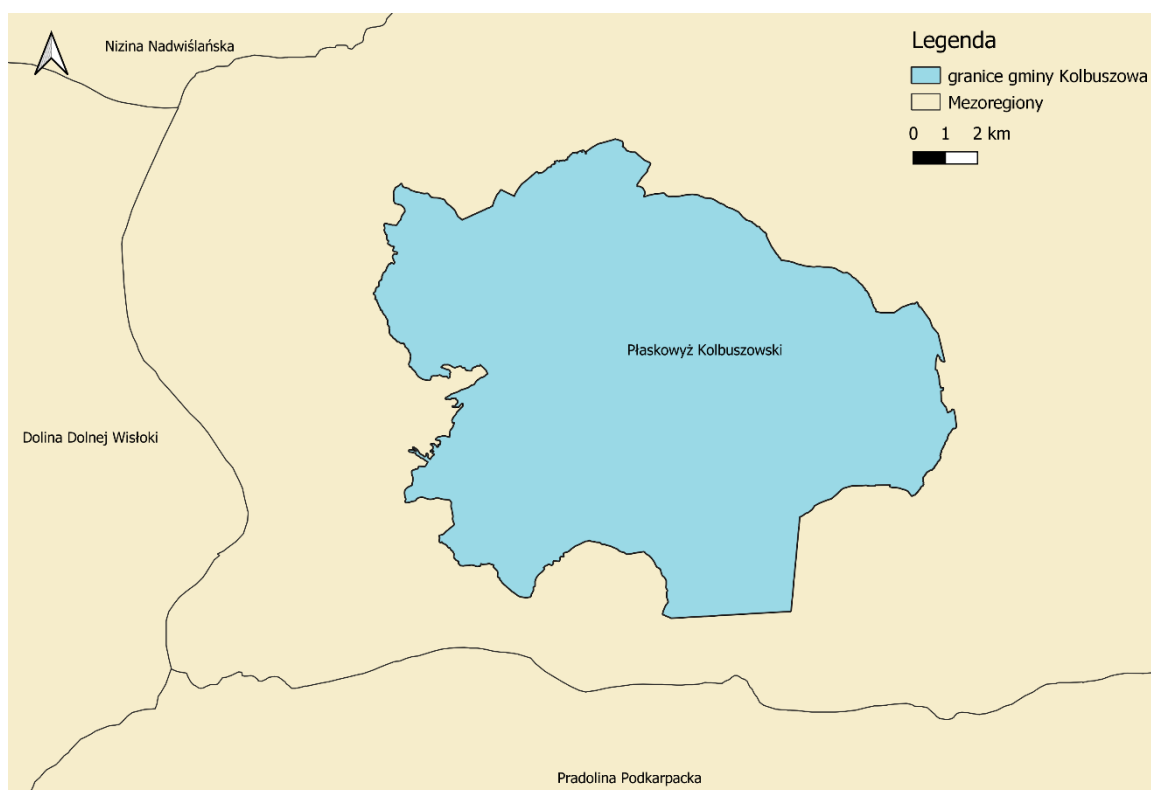 Nizina Nadwiślańska
Legenda
granice gminy Kolbuszowa
Mezoregiony
0 1 2 km
Płaskowyż Kolbuszowski
Dolina Dolnej Wisłoki
Pradolina Podkarpacka